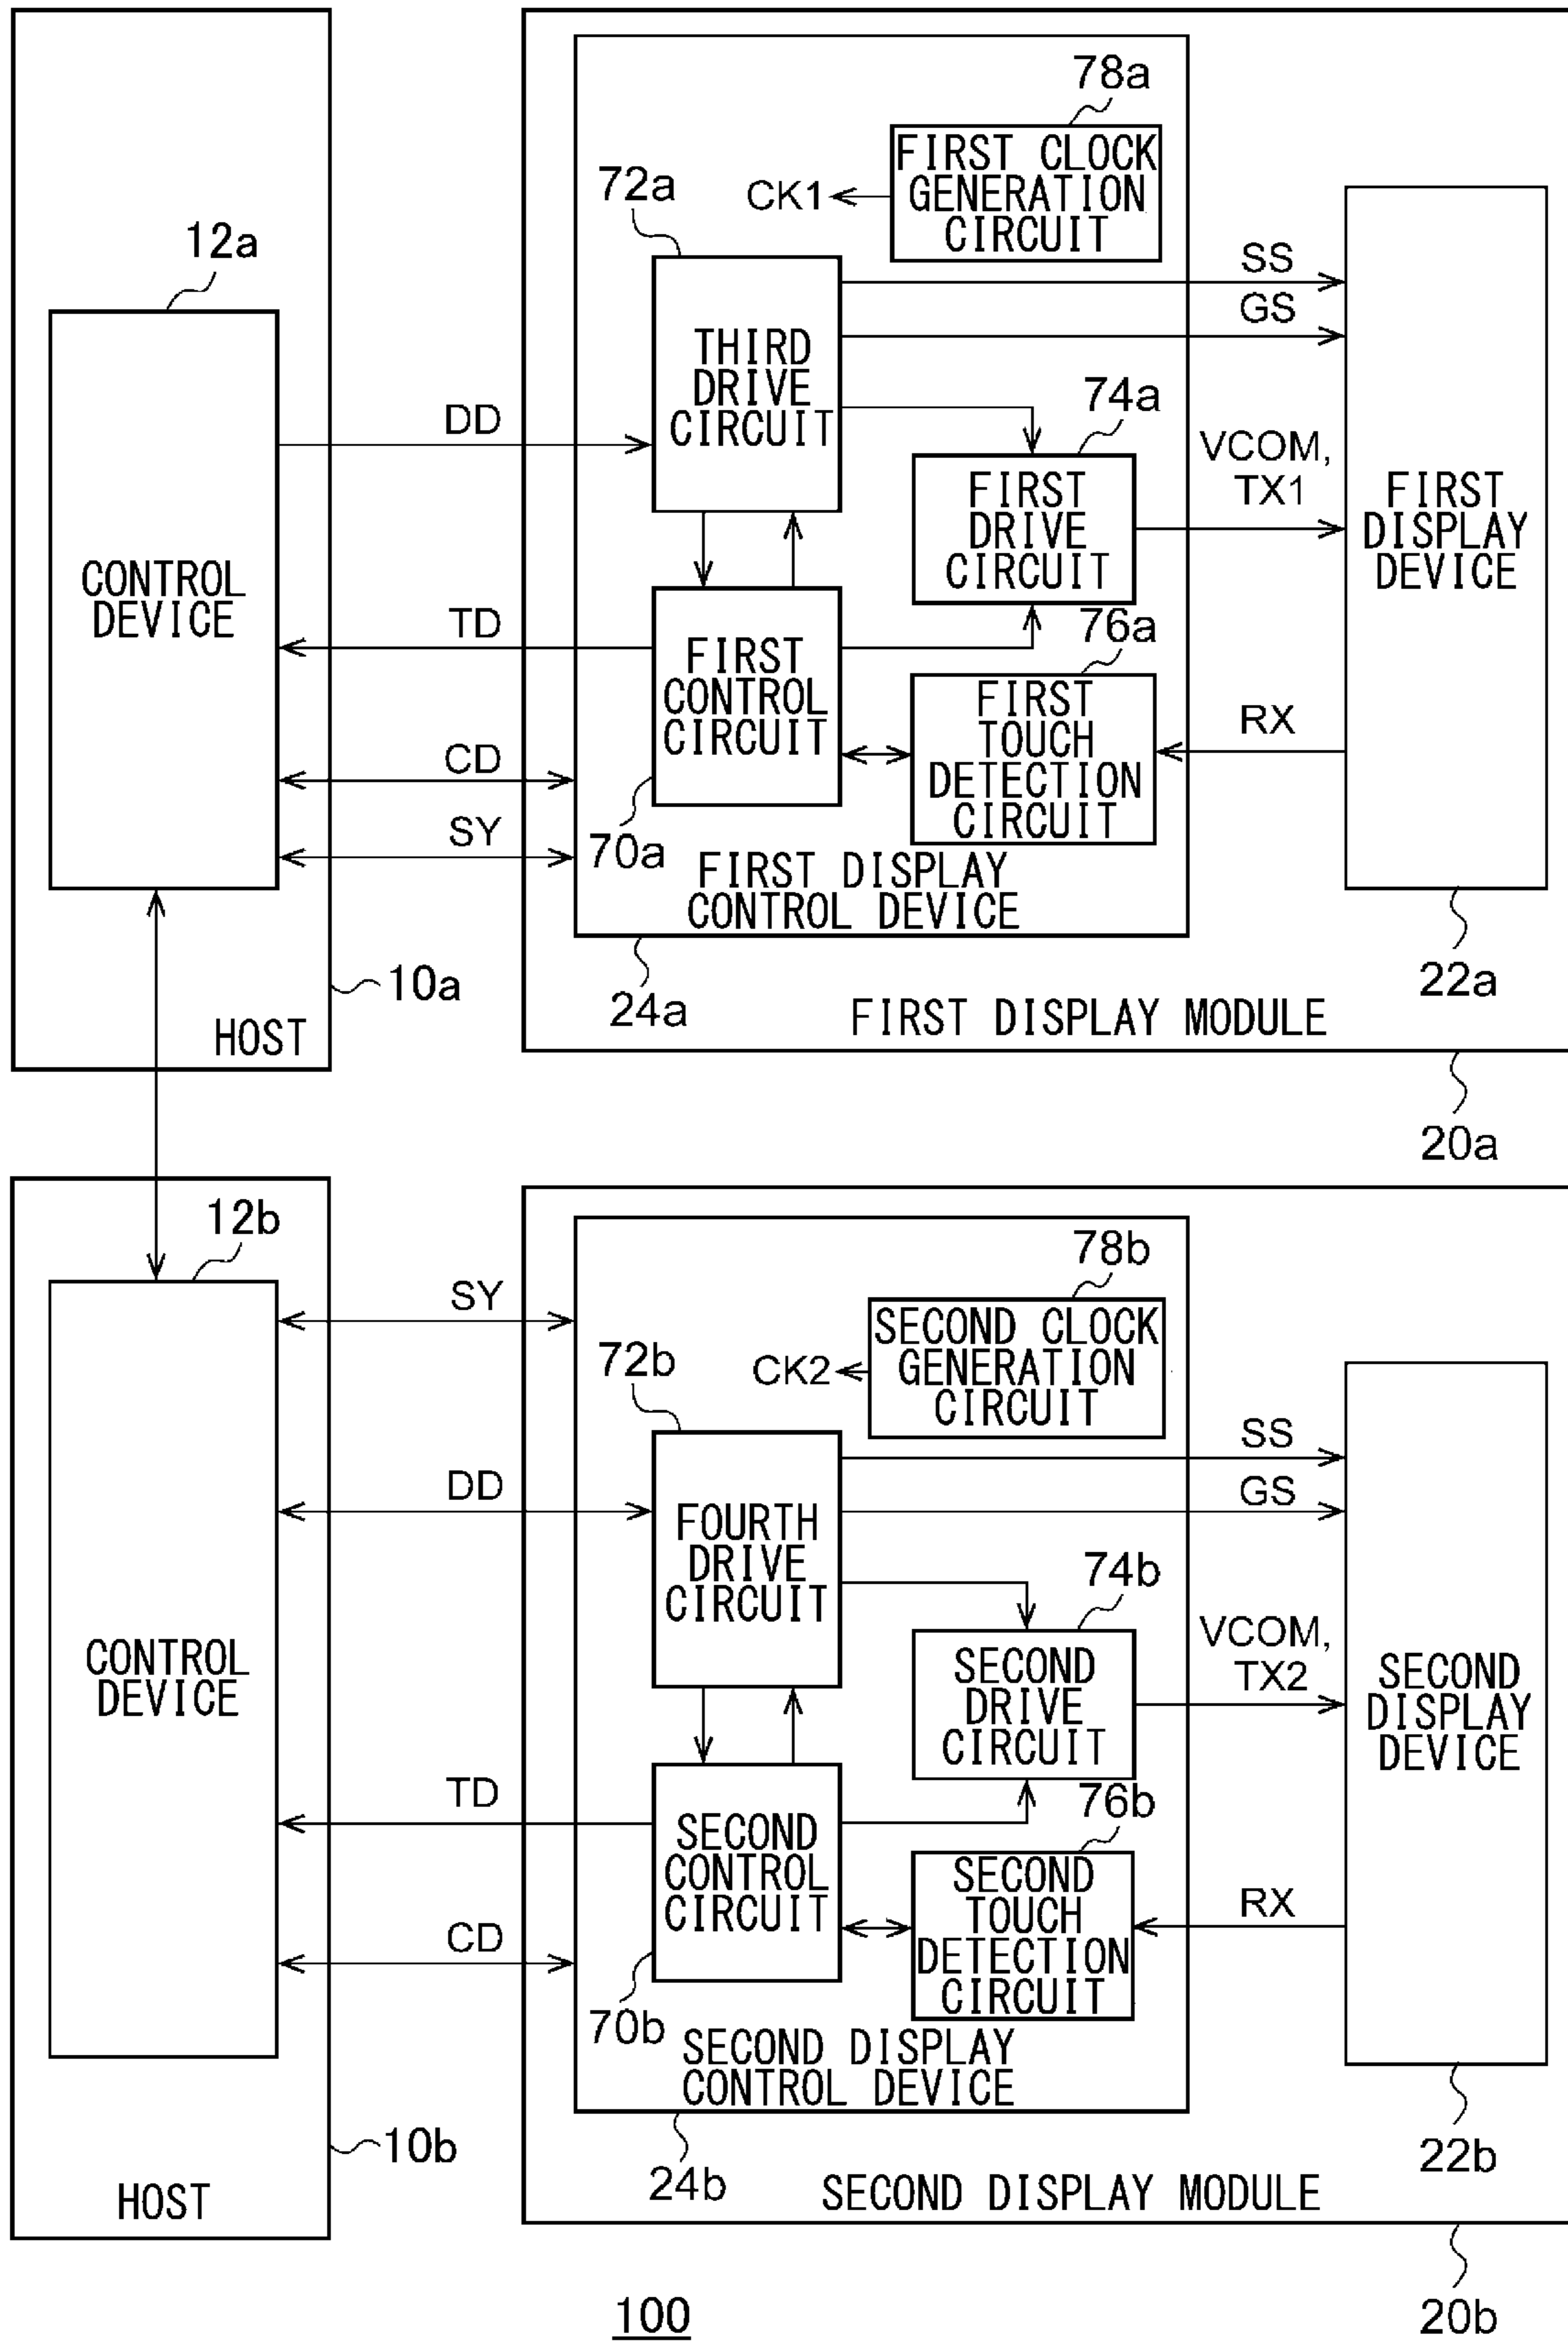 78a
FIRST CLOCK
GENERATION
CIRCUIT
CK1
72a
12a
SS
GS
THIRD
DRIVE
CIRCUIT
DD
74a
VCOM,
TX1
FIRST
DRIVE
CIRCUIT
FIRST
DISPLAY
DEVICE
CONTROL
DEVICE
TD
76a
FIRST
CONTROL
CIRCUIT
FIRST
TOUCH
DETECTION
CIRCUIT
RX
CD
SY
70a
FIRST DISPLAY
CONTROL DEVICE
10a
24a
22a
HOST
FIRST DISPLAY MODULE
20a
12b
SY
78b
SECOND CLOCK
GENERATION
CIRCUIT
CK2
72b
SS
GS
DD
FOURTH
DRIVE
CIRCUIT
74b
VCOM,
TX2
SECOND
DRIVE
CIRCUIT
SECOND
DISPLAY
DEVICE
CONTROL
DEVICE
TD
76b
SECOND
CONTROL
CIRCUIT
SECOND
TOUCH
DETECTION
CIRCUIT
RX
CD
70b
SECOND DISPLAY
CONTROL DEVICE
10b
24b
22b
HOST
SECOND DISPLAY MODULE
20b
100